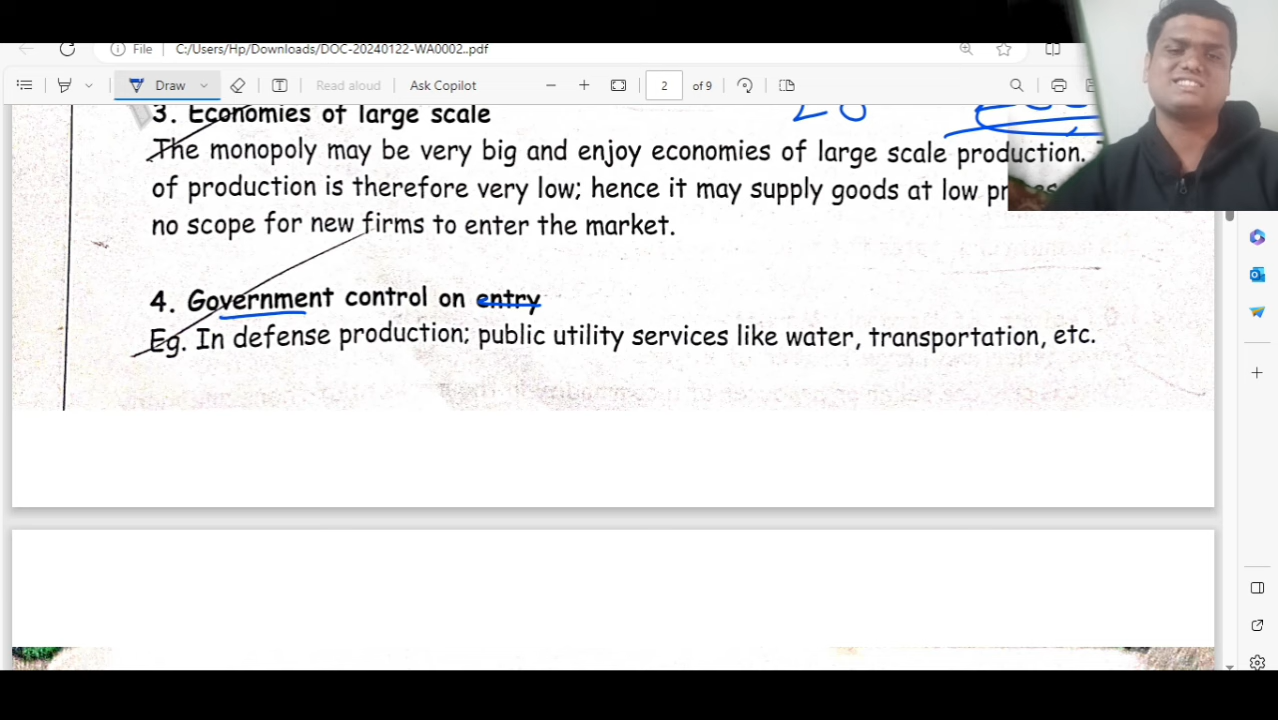 File C:/Users/Hp/Downloads/DOC-20240122-WA0002..pdf
Draw Read aloud Ask Copilot 2 of 9
3. Economies of large scale
The monopoly may be very big and enjoy economies of large scale production.
of production is therefore very low; hence it may supply goods at low
no scope for new firms to enter the market.
4. Government control on entry
Eg. In defense production; public utility services like water, transportation, etc.